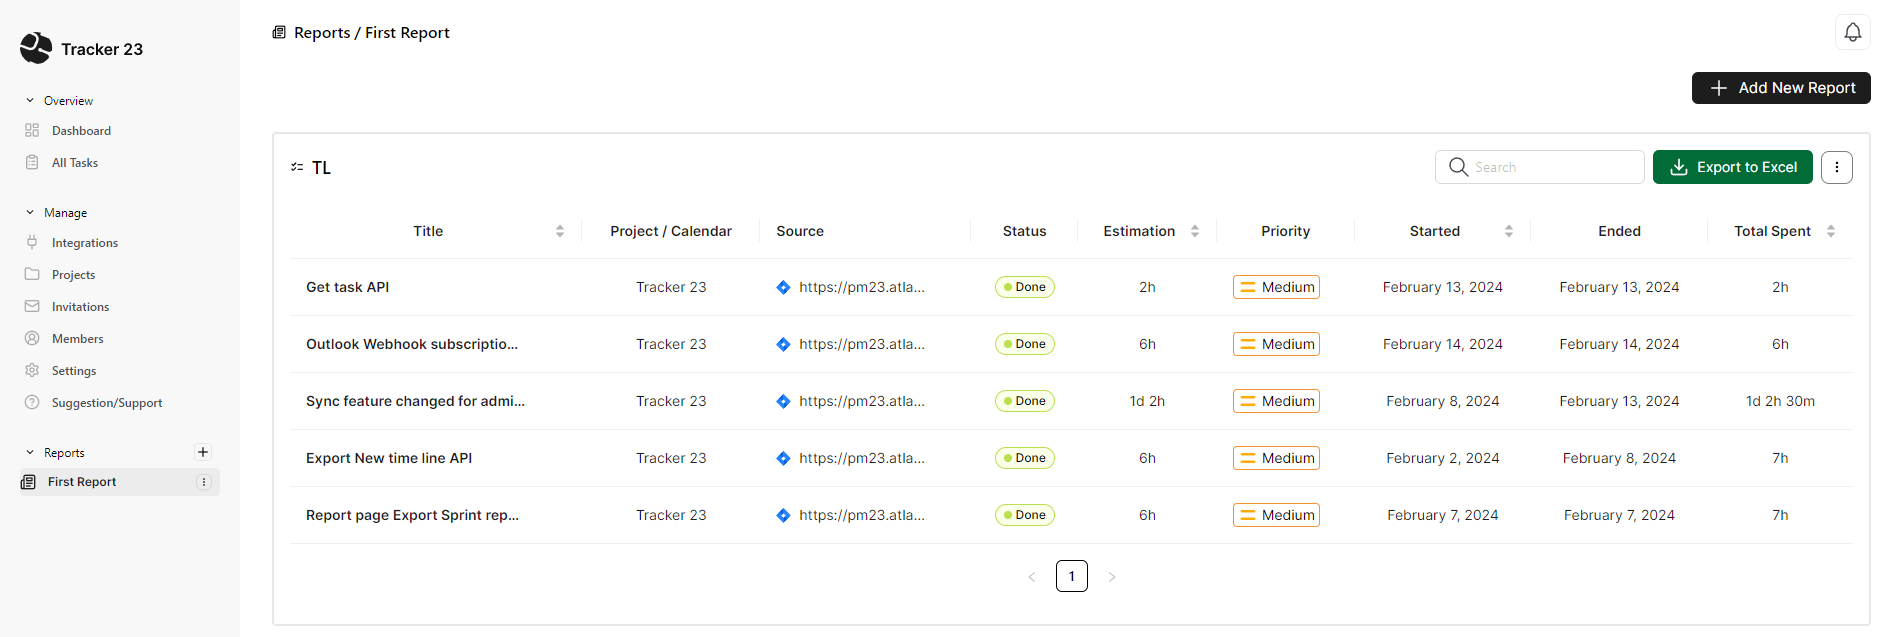 Tracker 23
Overview
Dashboard
All Tasks
Manage
Integrations
Projects
Invitations
Members
Settings
Suggestion/Support
Reports
First Report
Reports / First Report
Add New Report
TL
Search
Export to Excel
Title Project / Calendar Source Status Estimation Priority Started Ended Total Spent
Get task API Tracker 23 https://pm23.atla... Done 2h Medium February 13, 2024 February 13, 2024 2h
Outlook Webhook subscriptio... Tracker 23 https://pm23.atla... Done 6h Medium February 14, 2024 February 14, 2024 6h
Sync feature changed for admi... Tracker 23 https://pm23.atla... Done 1d 2h Medium February 8, 2024 February 13, 2024 1d 2h 30m
Export New time line API Tracker 23 https://pm23.atla... Done 6h Medium February 2, 2024 February 8, 2024 7h
Report page Export Sprint rep... Tracker 23 https://pm23.atla... Done 6h Medium February 7, 2024 February 7, 2024 7h
1